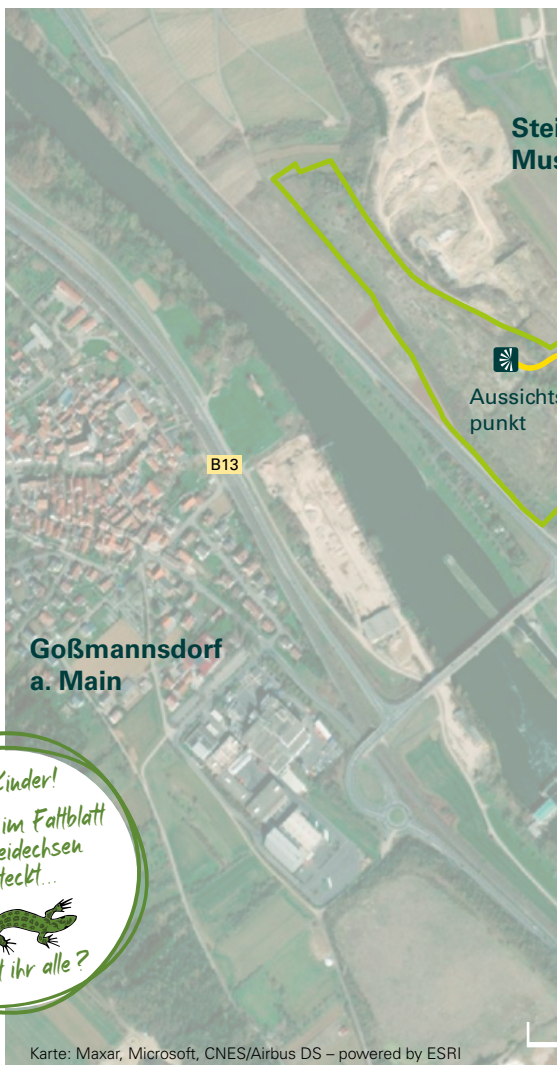 Stei
Mus
Aussichts
punkt
B13
Goßmannsdorf
a. Main
Kinder!
im Faltblatt
eidechsen
teckt...
t ihr alle?
Karte: Maxar, Microsoft, CNES/Airbus DS – powered by ESRI